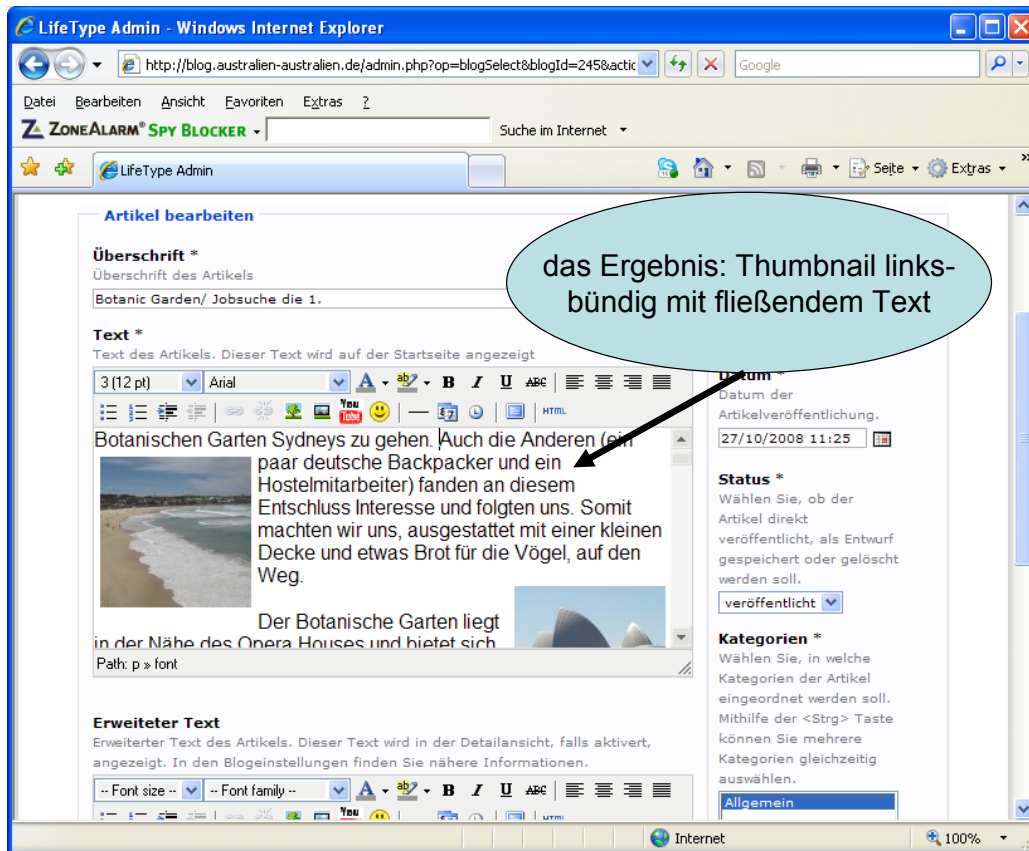 LifeType Admin - Windows Internet Explorer
http://blog.australien-australien.de/admin.php?op=blogSelect&blogId=245&actic
Google
Datei Bearbeiten Ansicht Favoriten Extras ?
ZONEALARM® SPY BLOCKER
Suche im Internet
LifeType Admin
Seite
Extras
Artikel bearbeiten
das Ergebnis: Thumbnail links-
bündig mit fließendem Text
Überschrift *
Überschrift des Artikels
Botanic Garden/ Jobsuche die 1.
Text *
Text des Artikels. Dieser Text wird auf der Startseite angezeigt
3 (12 pt) Arial A ab B I U ABC
You Tube HTML
Botanischen Garten Sydneys zu gehen. Auch die Anderen (ein
paar deutsche Backpacker und ein
Hostelmitarbeiter) fanden an diesem
Entschluss Interesse und folgten uns. Somit
machten wir uns, ausgestattet mit einer kleinen
Decke und etwas Brot für die Vögel, auf den
Weg.
Der Botanische Garten liegt
in der Nähe des Opera Houses und bietet sich
Path: p » font
Erweiteter Text
Erweiterter Text des Artikels. Dieser Text wird in der Detailansicht, falls aktivert,
angezeigt. In den Blogeinstellungen finden Sie nähere Informationen.
-- Font size -- -- Font family -- A ab B I U ABC
You HTML
Datum *
Datum der
Artikelveröffentlichung.
27/10/2008 11:25
Status *
Wählen Sie, ob der
Artikel direkt
veröffentlicht, als Entwurf
gespeichert oder gelöscht
werden soll.
veröffentlicht
Kategorien *
Wählen Sie, in welche
Kategorien der Artikel
eingeordnet werden soll.
Mithilfe der <Strg> Taste
können Sie mehrere
Kategorien gleichzeitig
auswählen.
Allgemein
Internet
100%